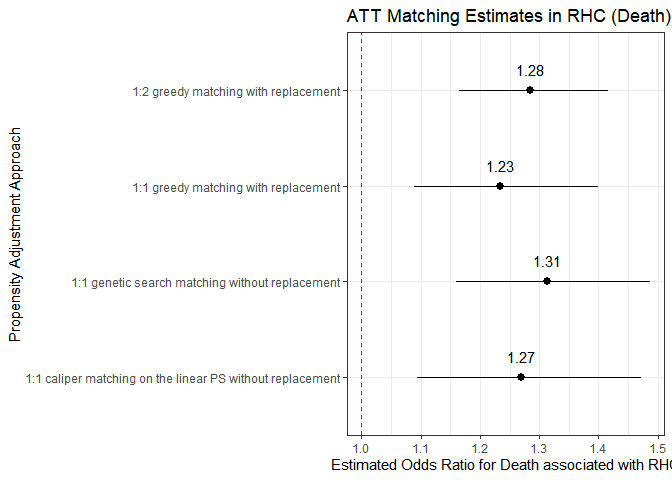 ATT Matching Estimates in RHC (Death)
Propensity Adjustment Approach
1:2 greedy matching with replacement
1.28
1:1 greedy matching with replacement
1.23
1:1 genetic search matching without replacement
1.31
1:1 caliper matching on the linear PS without replacement
1.27
1.0 1.1 1.2 1.3 1.4 1.5
Estimated Odds Ratio for Death associated with RHC